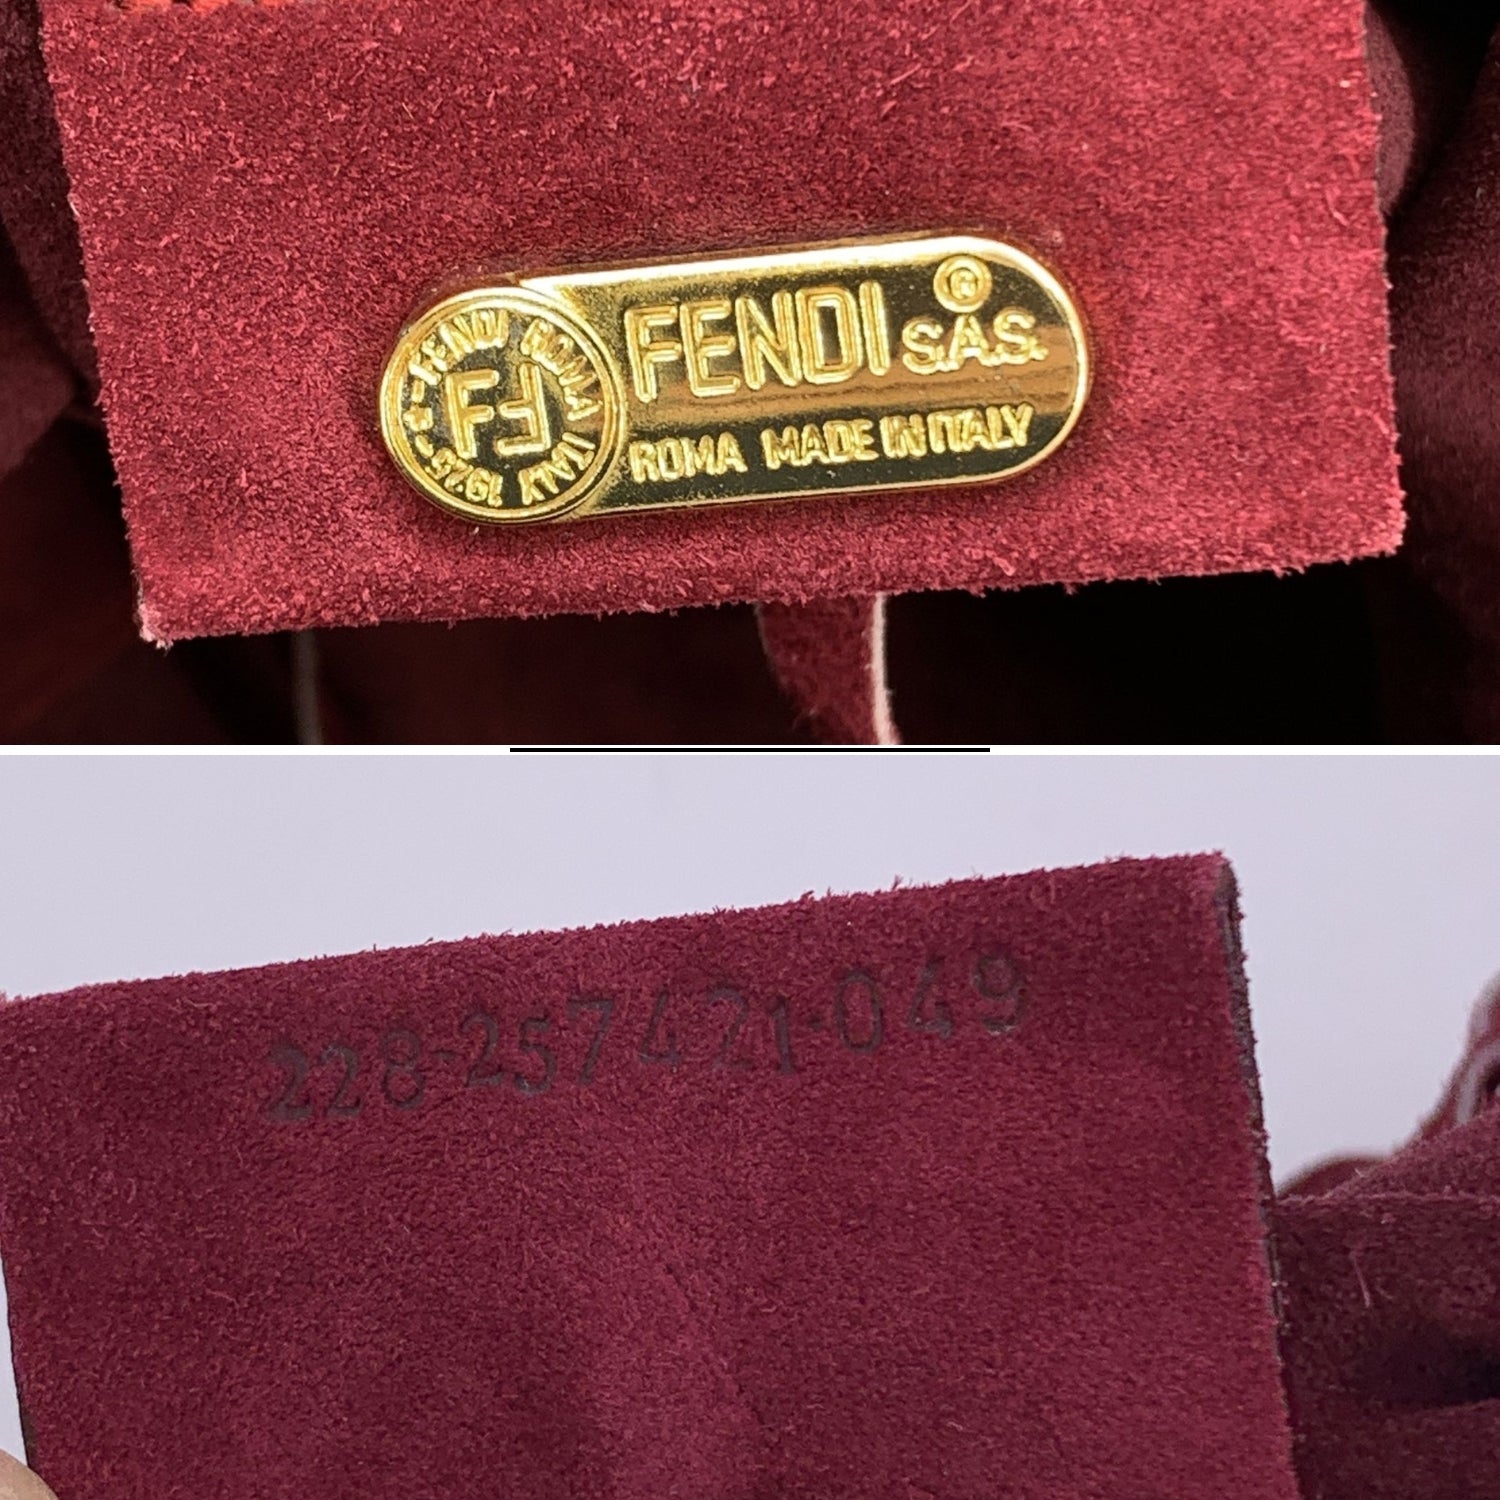 FENDI ROMA ITALY 1925
FF
FENDI S.A.S. ®
ROMA MADE IN ITALY
228-257421-049